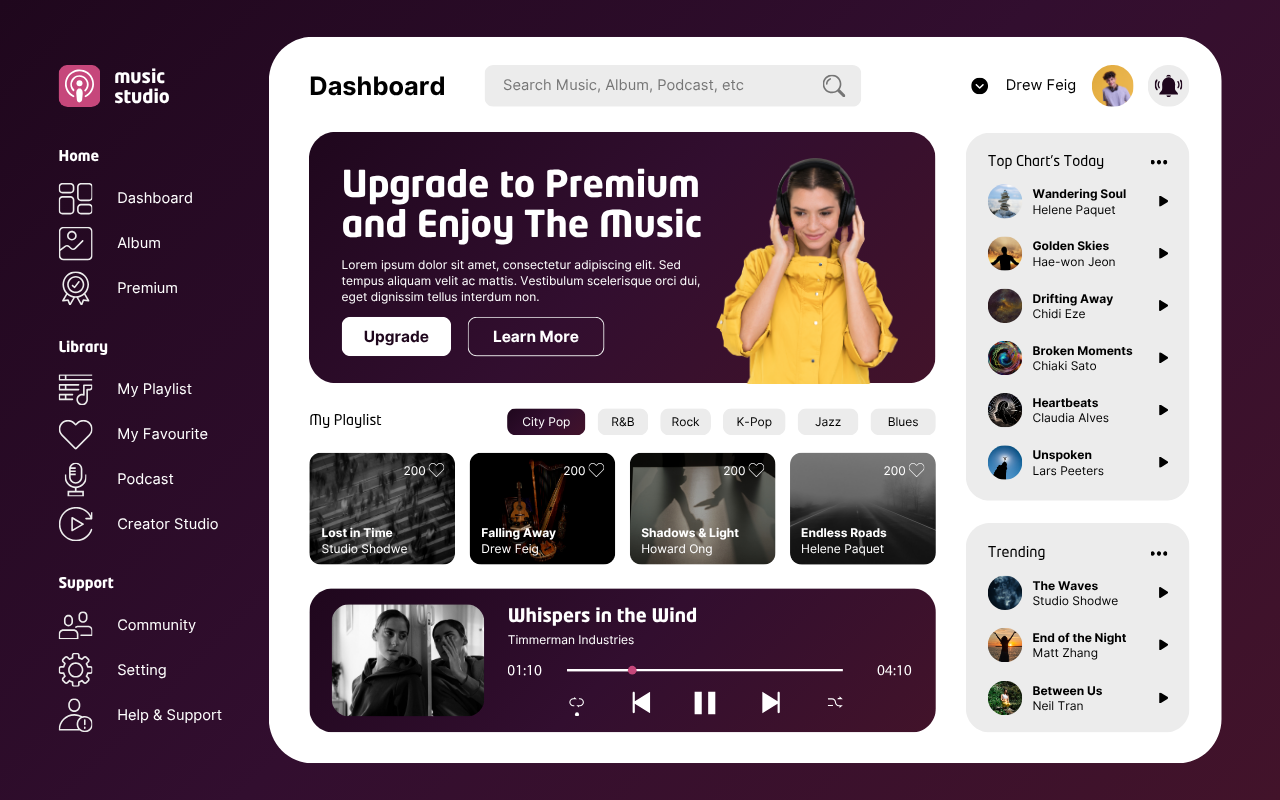 music
studio
Home
Dashboard
Album
Premium
Library
My Playlist
My Favourite
Podcast
Creator Studio
Support
Community
Setting
Help & Support
Dashboard
Search Music, Album, Podcast, etc
Drew Feig
Upgrade to Premium
and Enjoy The Music
Lorem ipsum dolor sit amet, consectetur adipiscing elit. Sed
tempus aliquam velit ac mattis. Vestibulum scelerisque orci dui,
eget dignissim tellus interdum non.
Upgrade
Learn More
My Playlist
City Pop
R&B
Rock
K-Pop
Jazz
Blues
200
Lost in Time
Studio Shodwe
200
Falling Away
Drew Feig
200
Shadows & Light
Howard Ong
200
Endless Roads
Helene Paquet
Whispers in the Wind
Timmerman Industries
01:10
04:10
Top Chart's Today
Wandering Soul
Helene Paquet
Golden Skies
Hae-won Jeon
Drifting Away
Chidi Eze
Broken Moments
Chiaki Sato
Heartbeats
Claudia Alves
Unspoken
Lars Peeters
Trending
The Waves
Studio Shodwe
End of the Night
Matt Zhang
Between Us
Neil Tran